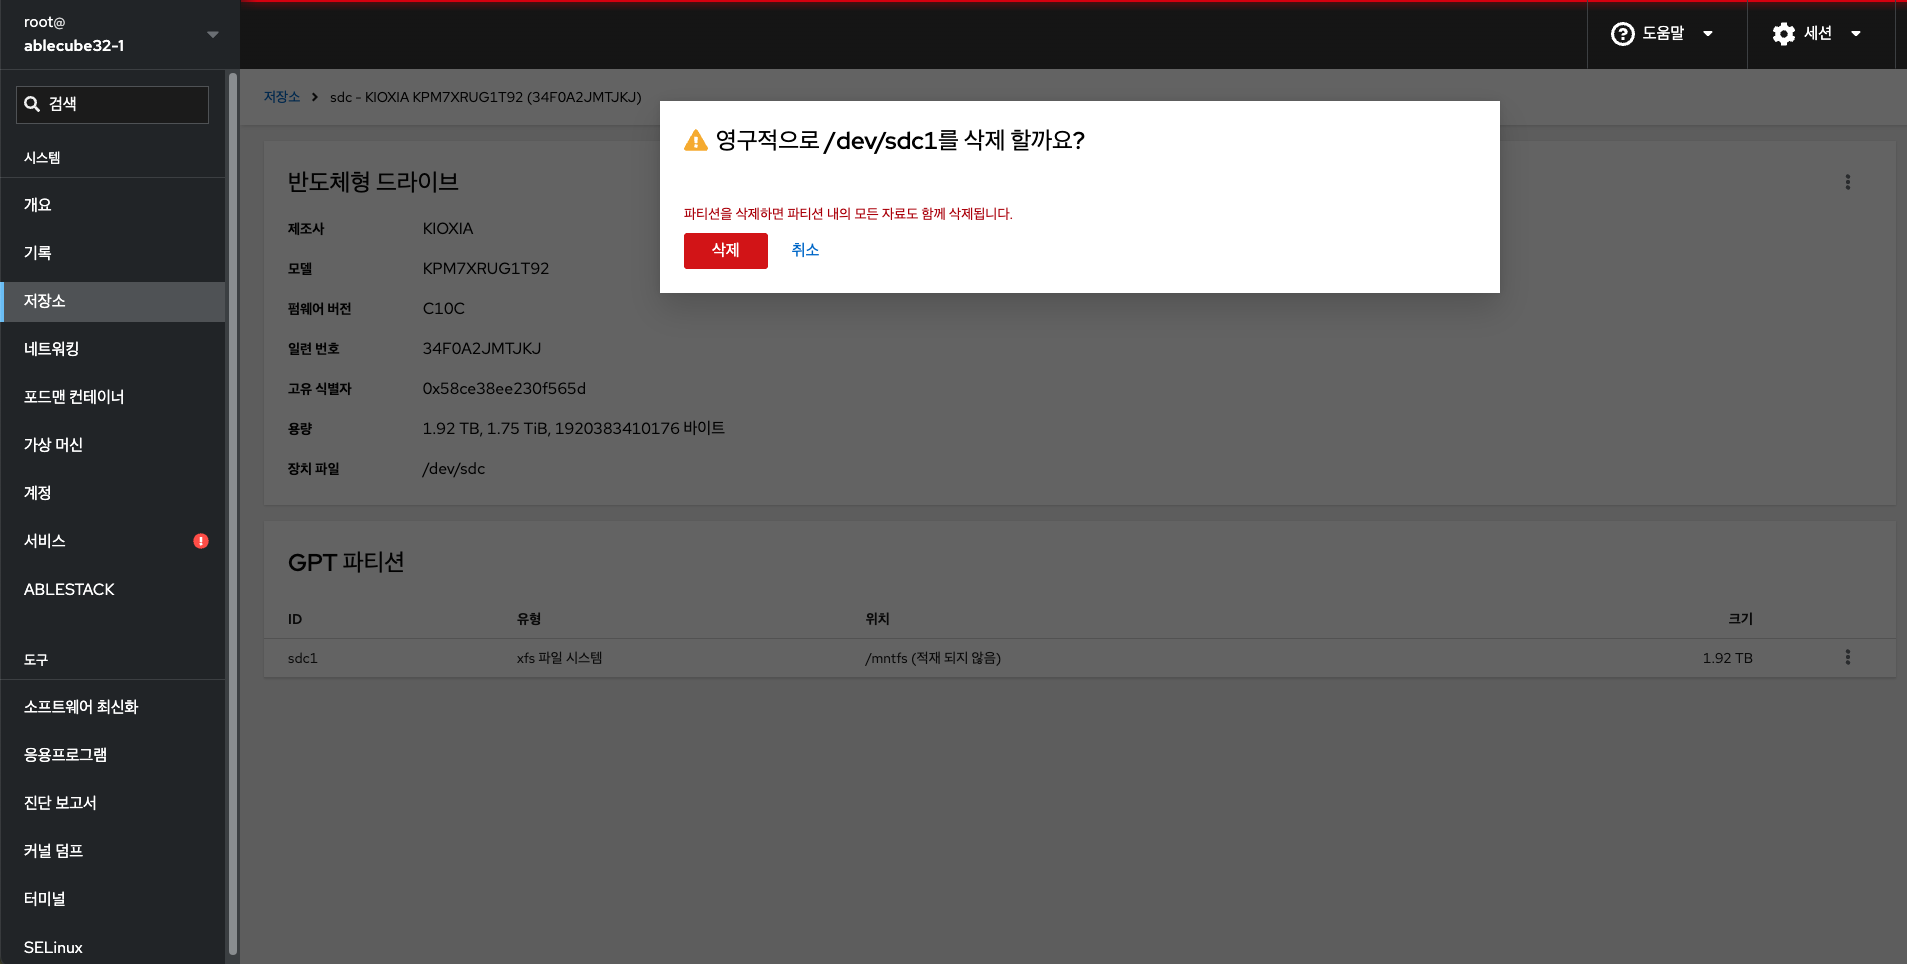 root@
ablecube32-1
도움말
세션
검색
시스템
개요
기록
저장소
네트워킹
포드맨 컨테이너
가상 머신
계정
서비스
ABLESTACK
도구
소프트웨어 최신화
응용프로그램
진단 보고서
커널 덤프
터미널
SELinux
저장소 > sdc - KIOXIA KPM7XRUG1T92 (34F0A2JMTJKJ)
영구적으로 /dev/sdc1를 삭제 할까요?
파티션을 삭제하면 파티션 내의 모든 자료도 함께 삭제됩니다.
삭제 취소
반도체형 드라이브
제조사 KIOXIA
모델 KPM7XRUG1T92
펌웨어 버전 C10C
일련 번호 34F0A2JMTJKJ
고유 식별자 0x58ce38ee230f565d
용량 1.92 TB, 1.75 TiB, 1920383410176 바이트
장치 파일 /dev/sdc
GPT 파티션
ID 유형 위치 크기
sdc1 xfs 파일 시스템 /mntfs (적재 되지 않음) 1.92 TB